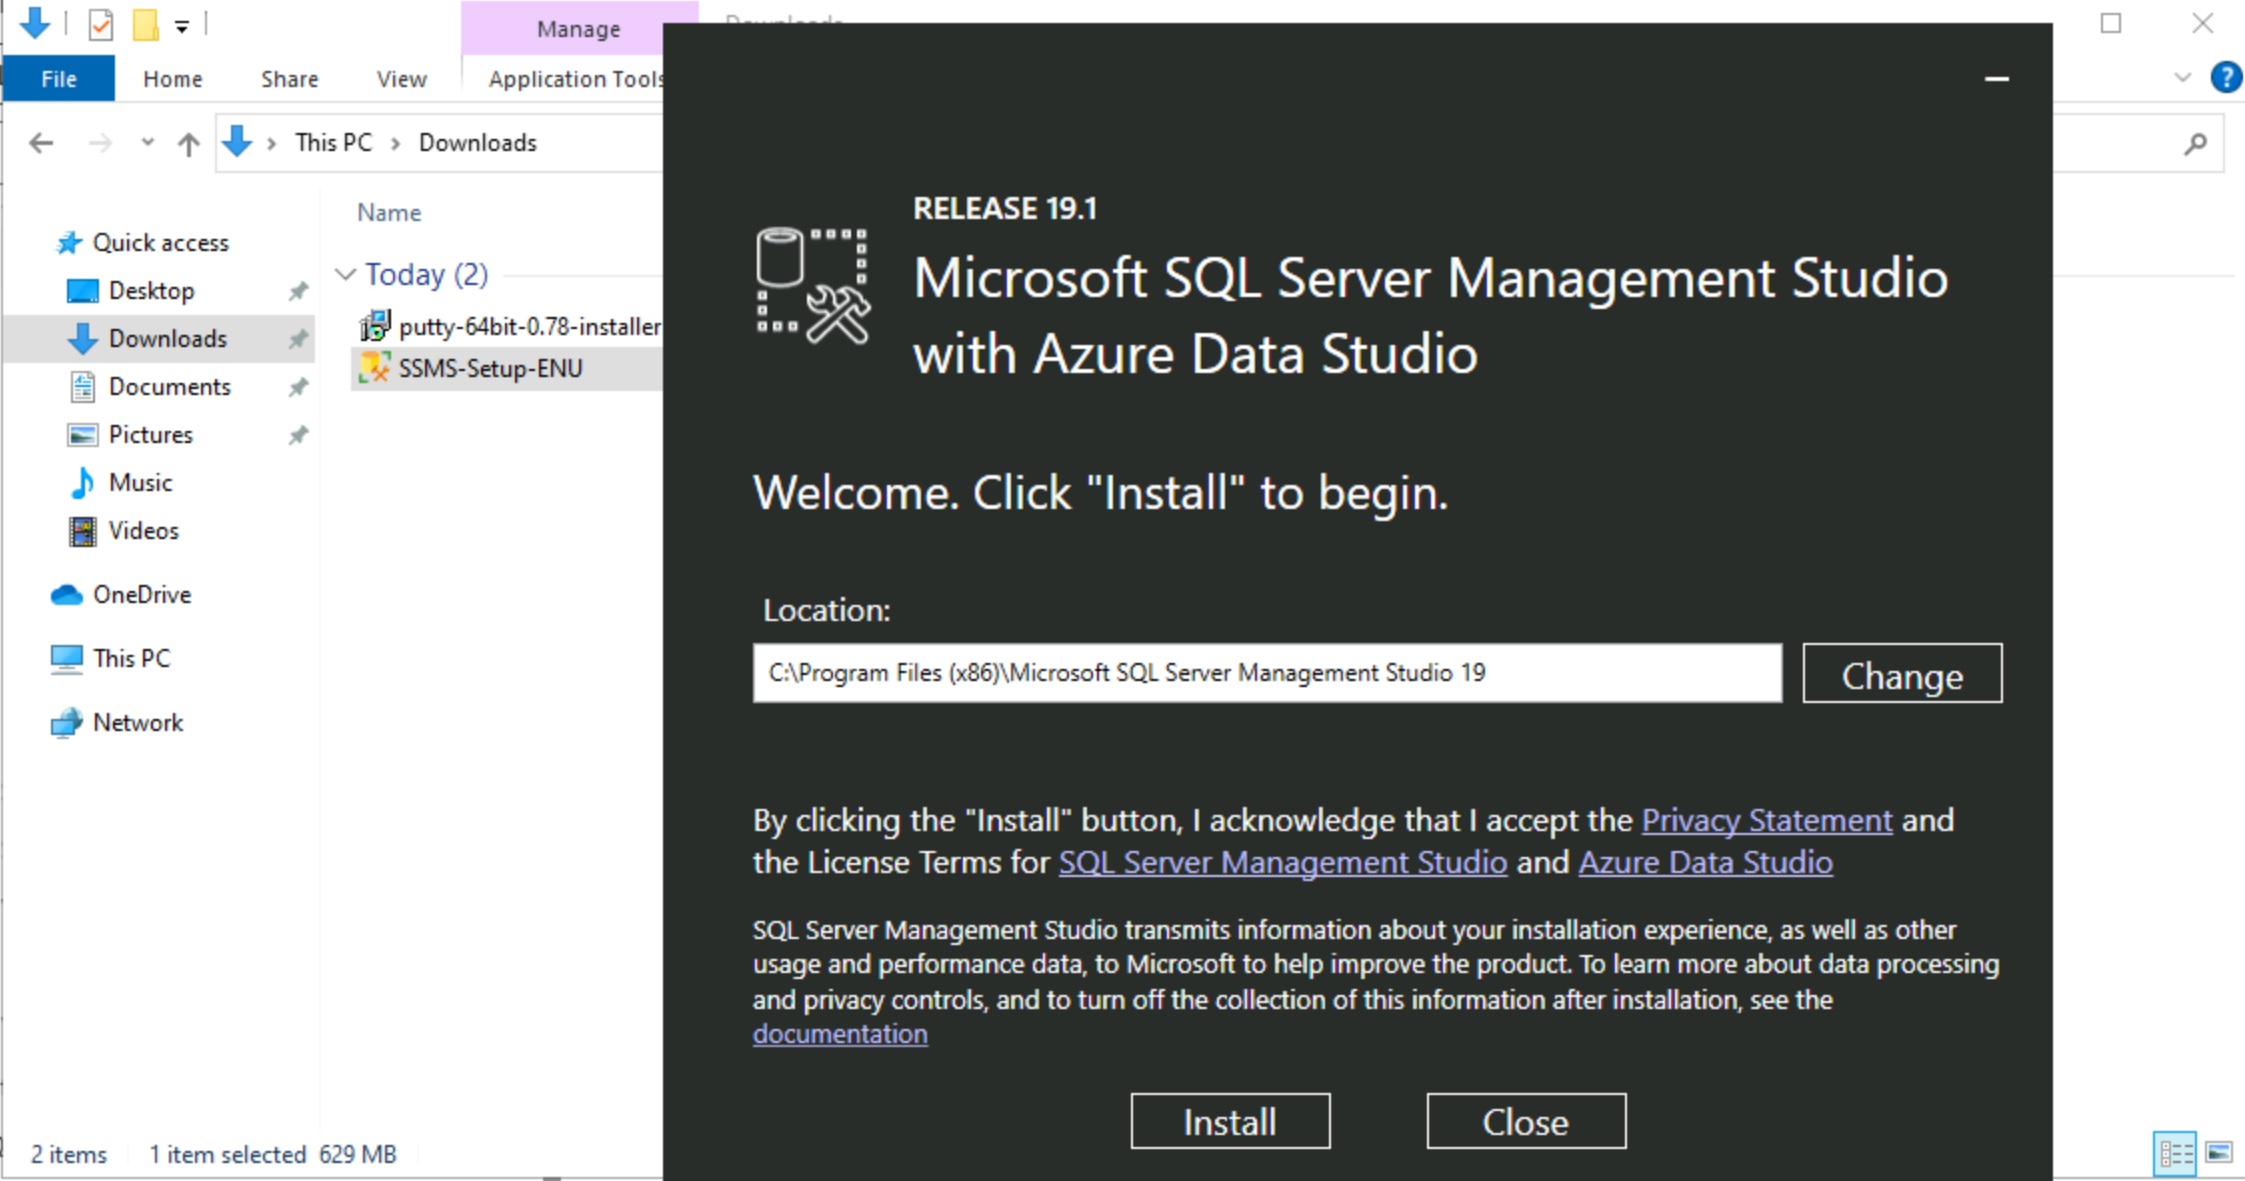 Manage
File
Home
Share
View
Application Tools
This PC
Downloads
Name
Quick access
Desktop
Downloads
Documents
Pictures
Music
Videos
OneDrive
This PC
Network
Today (2)
putty-64bit-0.78-installer
SSMS-Setup-ENU
2 items
1 item selected 629 MB
RELEASE 19.1
Microsoft SQL Server Management Studio
with Azure Data Studio
Welcome. Click "Install" to begin.
Location:
C:\Program Files (x86)\Microsoft SQL Server Management Studio 19
Change
By clicking the "Install" button, I acknowledge that I accept the Privacy Statement and
the License Terms for SQL Server Management Studio and Azure Data Studio
SQL Server Management Studio transmits information about your installation experience, as well as other
usage and performance data, to Microsoft to help improve the product. To learn more about data processing
and privacy controls, and to turn off the collection of this information after installation, see the
documentation
Install
Close